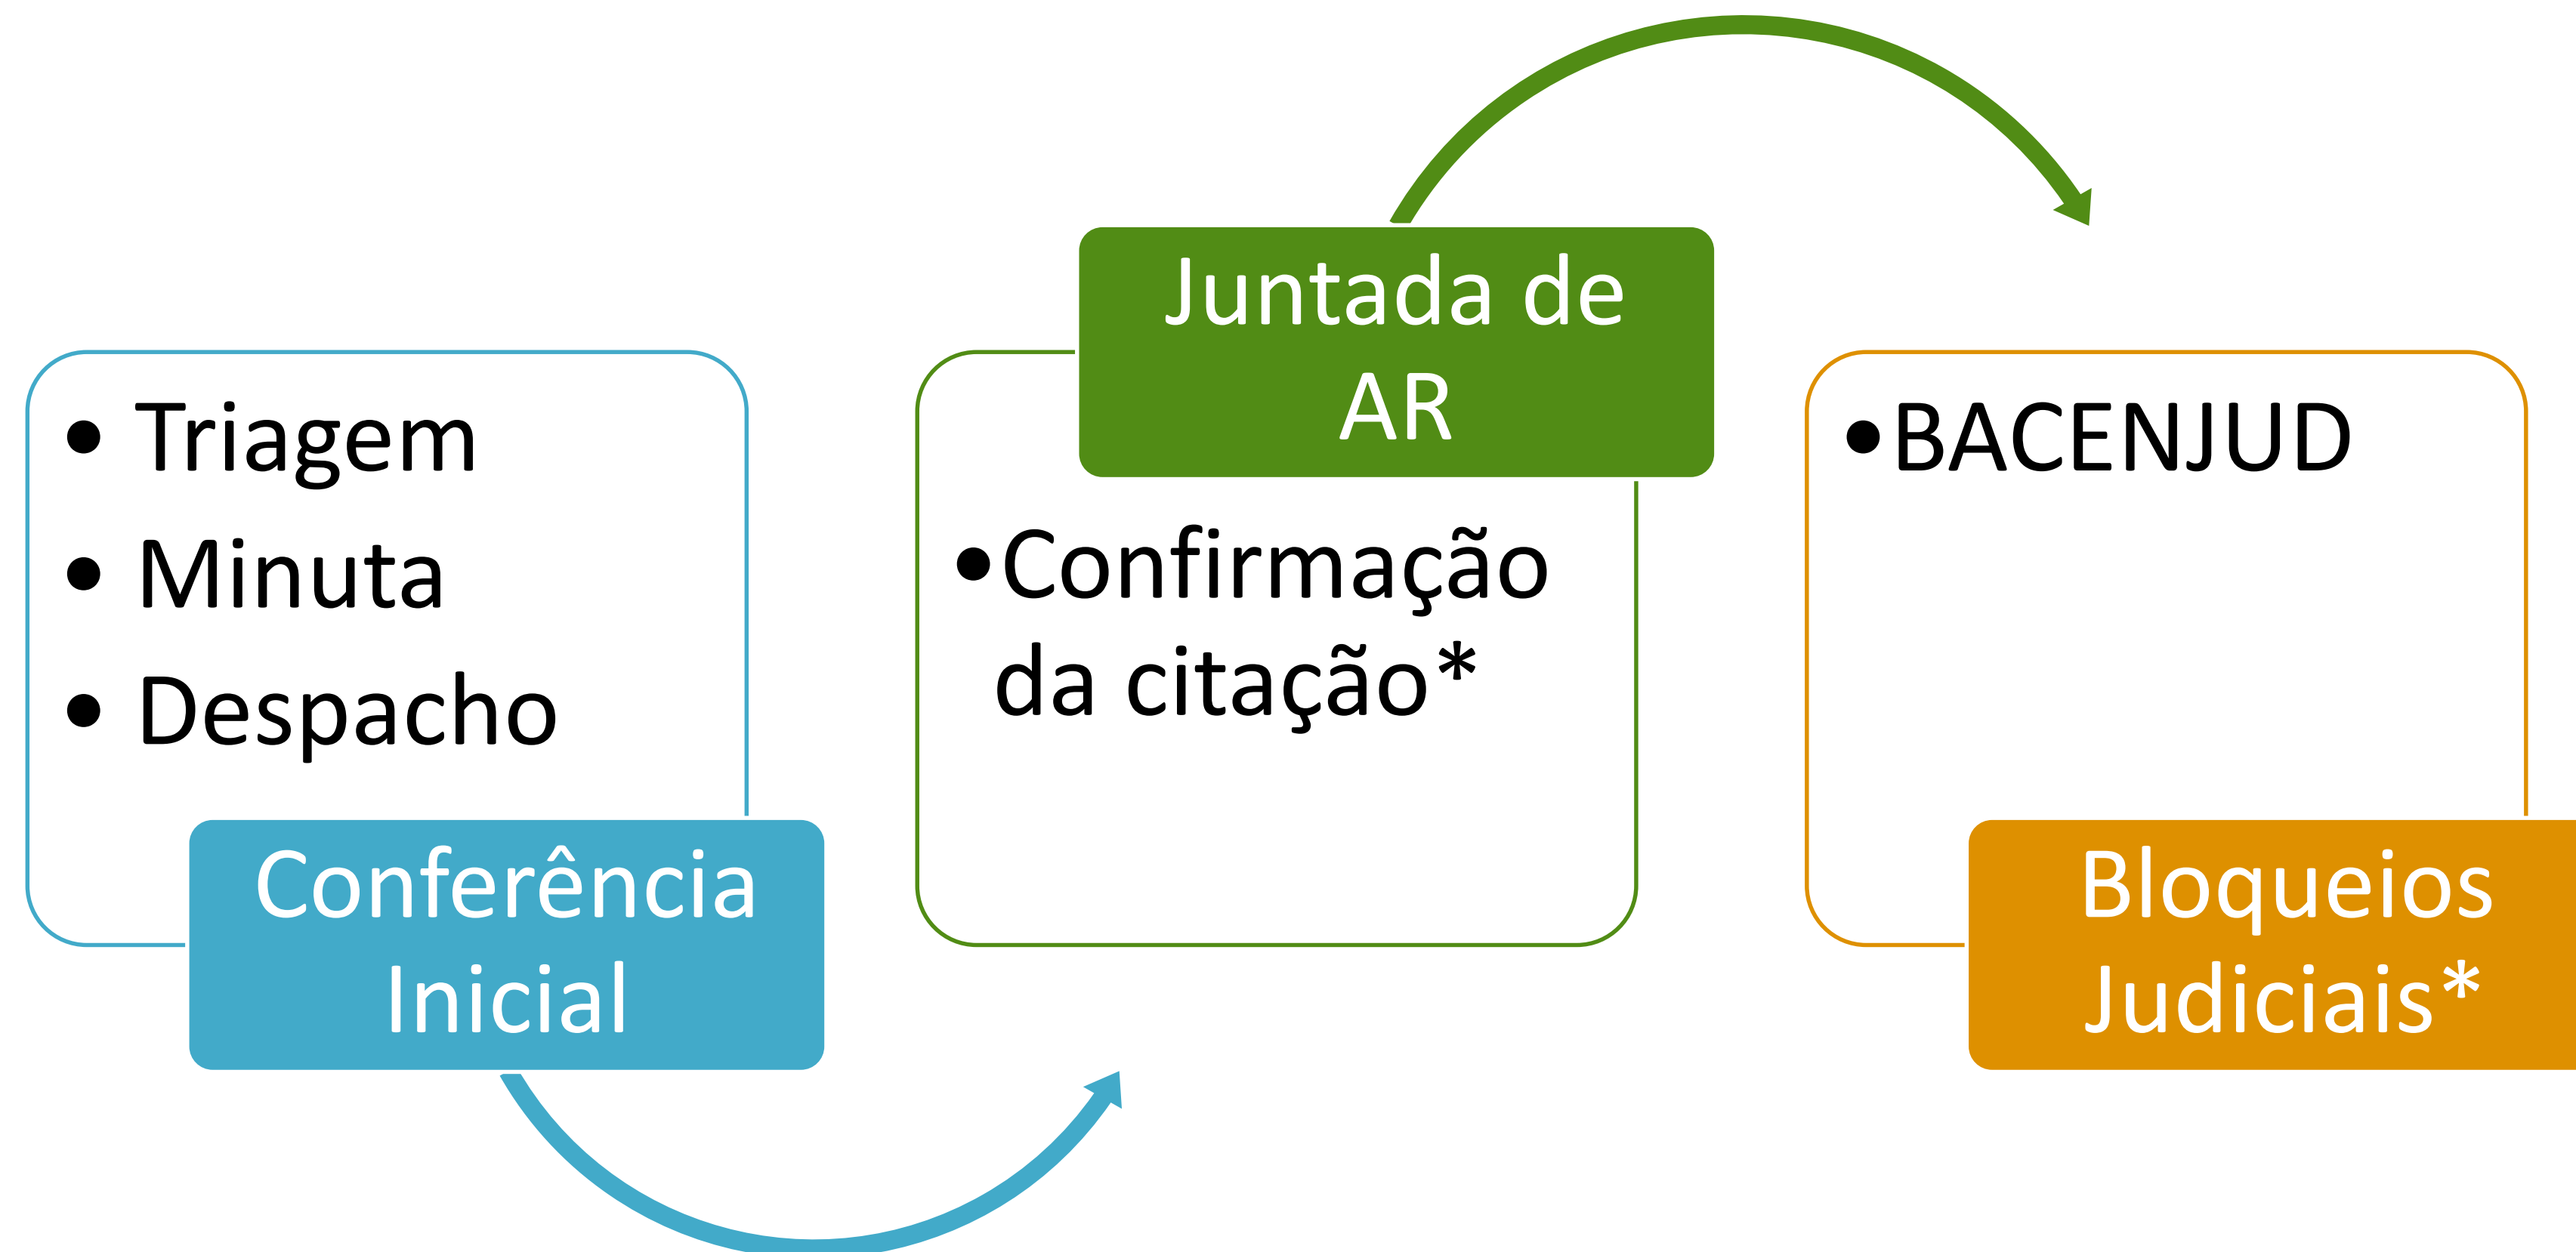 • Triagem
• Minuta
• Despacho
Conferência
Inicial
Juntada de
AR
•Confirmação
da citação*
•BACENJUD
Bloqueios
Judiciais*